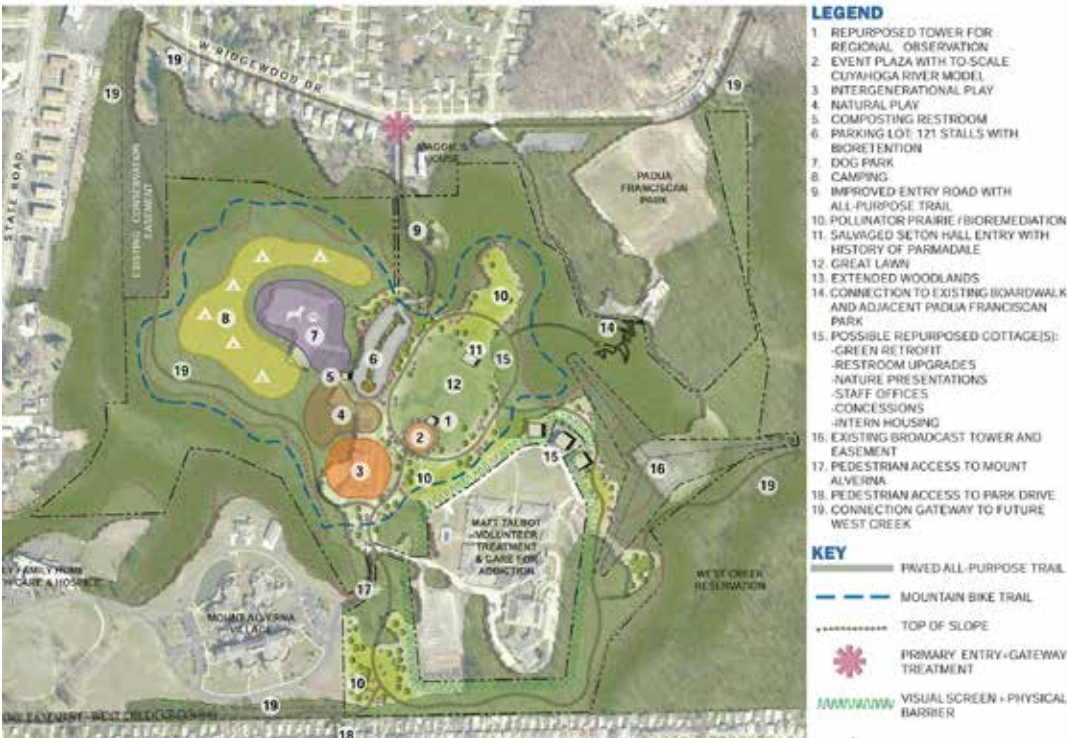 W RIDGEWOOD DR
19
19
19
STATE ROAD
EXISTING CONSERVATION
EASEMENT
MAGGIE'S
HOUSE
PADUA
FRANCISCAN
PARK
9
10
8
7
14
6
11
15
19
5
12
4
1
2
3
10
15
16
19
MATT TALBOT
VOLUNTEER /
TREATMENT
& CARE FOR
ADDICTION
WEST CREEK
RESERVATION
FAMILY HOME
CARE & HOSPICE
17
MOUNT ALVERNA
VILLAGE
10
19
18
LEGEND
1 REPURPOSED TOWER FOR
REGIONAL OBSERVATION
2. EVENT PLAZA WITH TO-SCALE
CUYAHOGA RIVER MODEL
3 INTERGENERATIONAL PLAY
4. NATURAL PLAY
5. COMPOSTING RESTROOM
6 PARKING LOT: 121 STALLS WITH
BIORETENTION
7. DOG PARK
8. CAMPING
9. IMPROVED ENTRY ROAD WITH
ALL-PURPOSE TRAIL
10. POLLINATOR PRAIRIE / BIOREMEDIATION
11. SALVAGED SETON HALL ENTRY WITH
HISTORY OF PARMADALE
12. GREAT LAWN
13. EXTENDED WOODLANDS
14. CONNECTION TO EXISTING BOARDWALK
AND ADJACENT PADUA FRANCISCAN
PARK
15. POSSIBLE REPURPOSED COTTAGE(S):
-GREEN RETROFIT
-RESTROOM UPGRADES
-NATURE PRESENTATIONS
-STAFF OFFICES
-CONCESSIONS
-INTERN HOUSING
16. EXISTING BROADCAST TOWER AND
EASEMENT
17. PEDESTRIAN ACCESS TO MOUNT
ALVERNA
18. PEDESTRIAN ACCESS TO PARK DRIVE
19. CONNECTION GATEWAY TO FUTURE
WEST CREEK
KEY
PAVED ALL-PURPOSE TRAIL
MOUNTAIN BIKE TRAIL
TOP OF SLOPE
PRIMARY ENTRY+GATEWAY
TREATMENT
VISUAL SCREEN + PHYSICAL
BARRIER